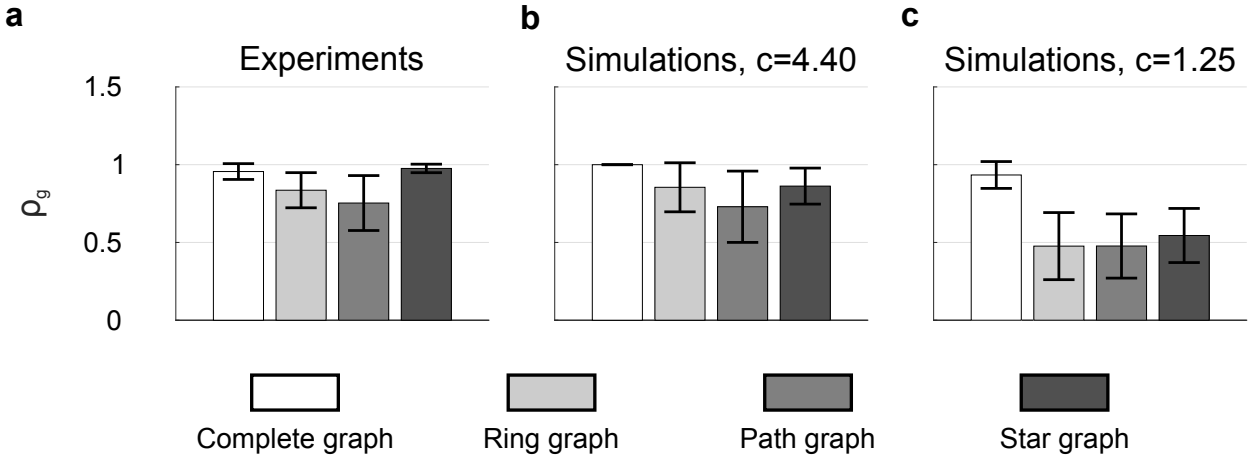 a
b
c
Experiments
Simulations, c=4.40
Simulations, c=1.25
ρg
1.5
1
0.5
0
Complete graph
Ring graph
Path graph
Star graph